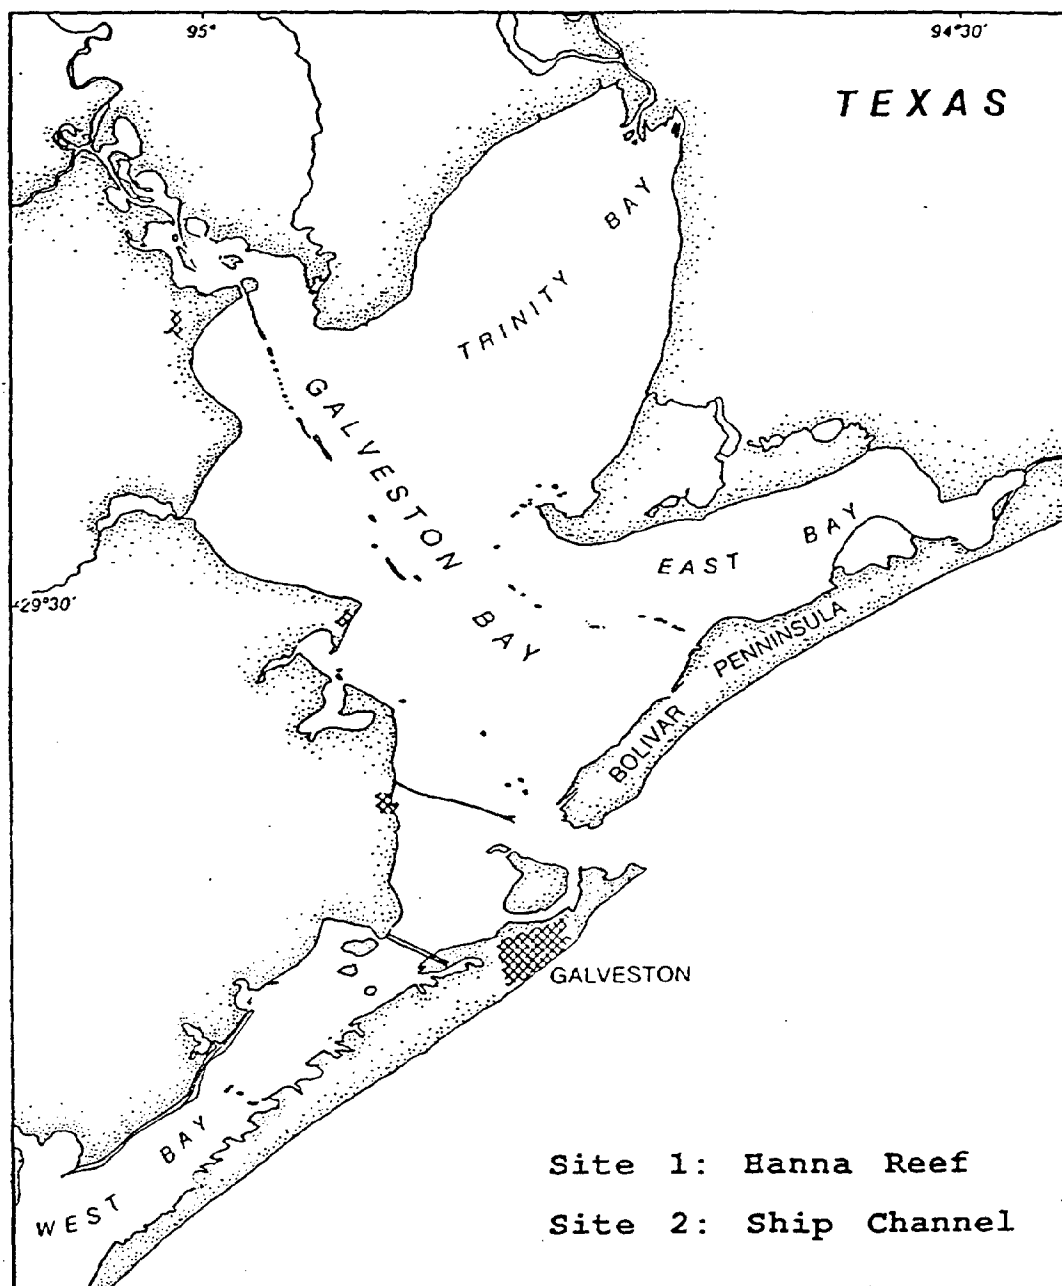 95°
94°30'
TEXAS
TRINITY BAY
GALVESTON BAY
EAST BAY
29°30'
BOLIVAR PENNINSULA
GALVESTON
WEST BAY
Site 1: Hanna Reef
Site 2: Ship Channel